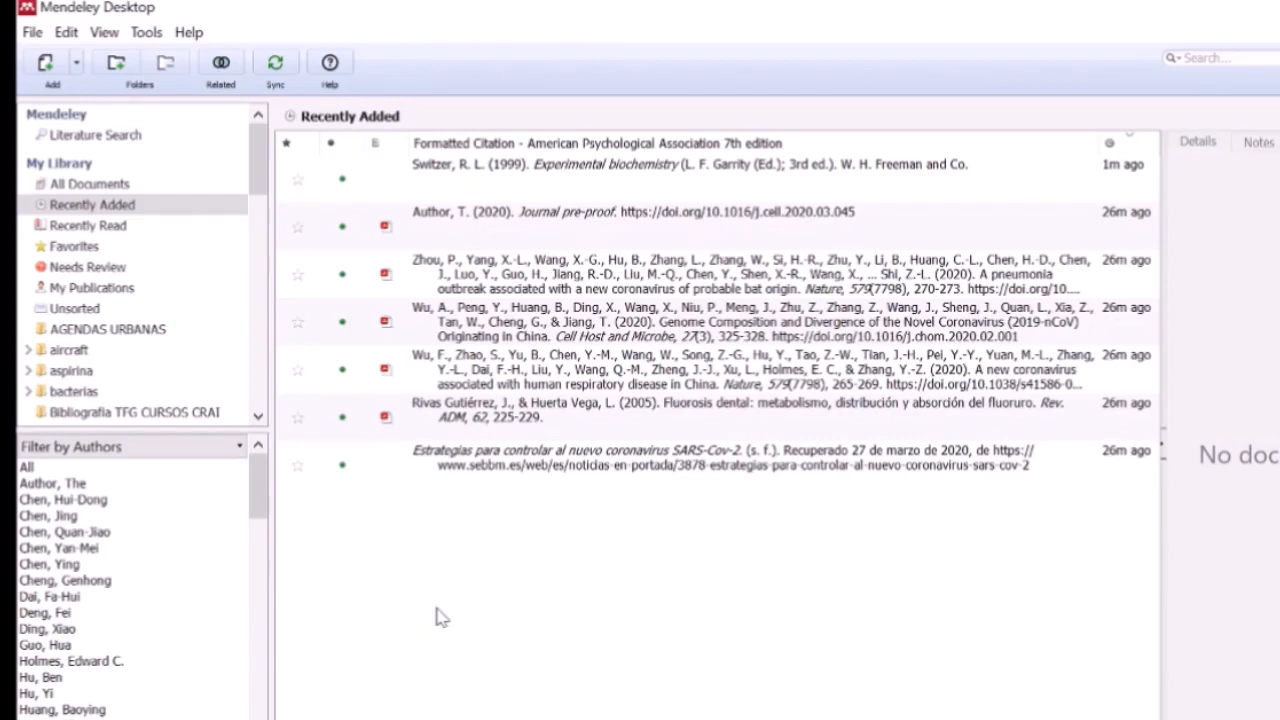 Mendeley Desktop
File Edit View Tools Help
Search...
Add Folders Related Sync Help
Mendeley
Literature Search
My Library
All Documents
Recently Added
Recently Read
Favorites
Needs Review
My Publications
Unsorted
AGENDAS URBANAS
aircraft
aspirina
bacterias
Bibliografia TFG CURSOS CRAI
Filter by Authors
All
Author, The
Chen, Hui-Dong
Chen, Jing
Chen, Quan-Jiao
Chen, Yan-Mei
Chen, Ying
Cheng, Genhong
Dai, Fa-Hui
Deng, Fei
Ding, Xiao
Guo, Hua
Holmes, Edward C.
Hu, Ben
Hu, Yi
Huang, Baoying
Recently Added
Formatted Citation - American Psychological Association 7th edition
Switzer, R. L. (1999). Experimental biochemistry (L. F. Garrity (Ed.); 3rd ed.). W. H. Freeman and Co. 1m ago
Author, T. (2020). Journal pre-proof. https://doi.org/10.1016/j.cell.2020.03.045 26m ago
Zhou, P., Yang, X.-L., Wang, X.-G., Hu, B., Zhang, L., Zhang, W., Si, H.-R., Zhu, Y., Li, B., Huang, C.-L., Chen, H.-D., Chen, 26m ago
J., Luo, Y., Guo, H., Jiang, R.-D., Liu, M.-Q., Chen, Y., Shen, X.-R., Wang, X., ... Shi, Z.-L. (2020). A pneumonia
outbreak associated with a new coronavirus of probable bat origin. Nature, 579(7798), 270-273. https://doi.org/10....
Wu, A., Peng, Y., Huang, B., Ding, X., Wang, X., Niu, P., Meng, J., Zhu, Z., Zhang, Z., Wang, J., Sheng, J., Quan, L., Xia, Z., 26m ago
Tan, W., Cheng, G., & Jiang, T. (2020). Genome Composition and Divergence of the Novel Coronavirus (2019-nCoV)
Originating in China. Cell Host and Microbe, 27(3), 325-328. https://doi.org/10.1016/j.chom.2020.02.001
Wu, F., Zhao, S., Yu, B., Chen, Y.-M., Wang, W., Song, Z.-G., Hu, Y., Tao, Z.-W., Tian, J.-H., Pei, Y.-Y., Yuan, M.-L., Zhang, 26m ago
Y.-L., Dai, F.-H., Liu, Y., Wang, Q.-M., Zheng, J.-J., Xu, L., Holmes, E. C., & Zhang, Y.-Z. (2020). A new coronavirus
associated with human respiratory disease in China. Nature, 579(7798), 265-269. https://doi.org/10.1038/s41586-0...
Rivas Gutiérrez, J., & Huerta Vega, L. (2005). Fluorosis dental: metabolismo, distribución y absorción del fluoruro. Rev. 26m ago
ADM, 62, 225-229.
Estrategias para controlar al nuevo coronavirus SARS-Cov-2. (s. f.). Recuperado 27 de marzo de 2020, de https:// 26m ago
www.sebbm.es/web/es/noticias-en-portada/3878-estrategias-para-controlar-al-nuevo-coronavirus-sars-cov-2
Details Notes
No doc